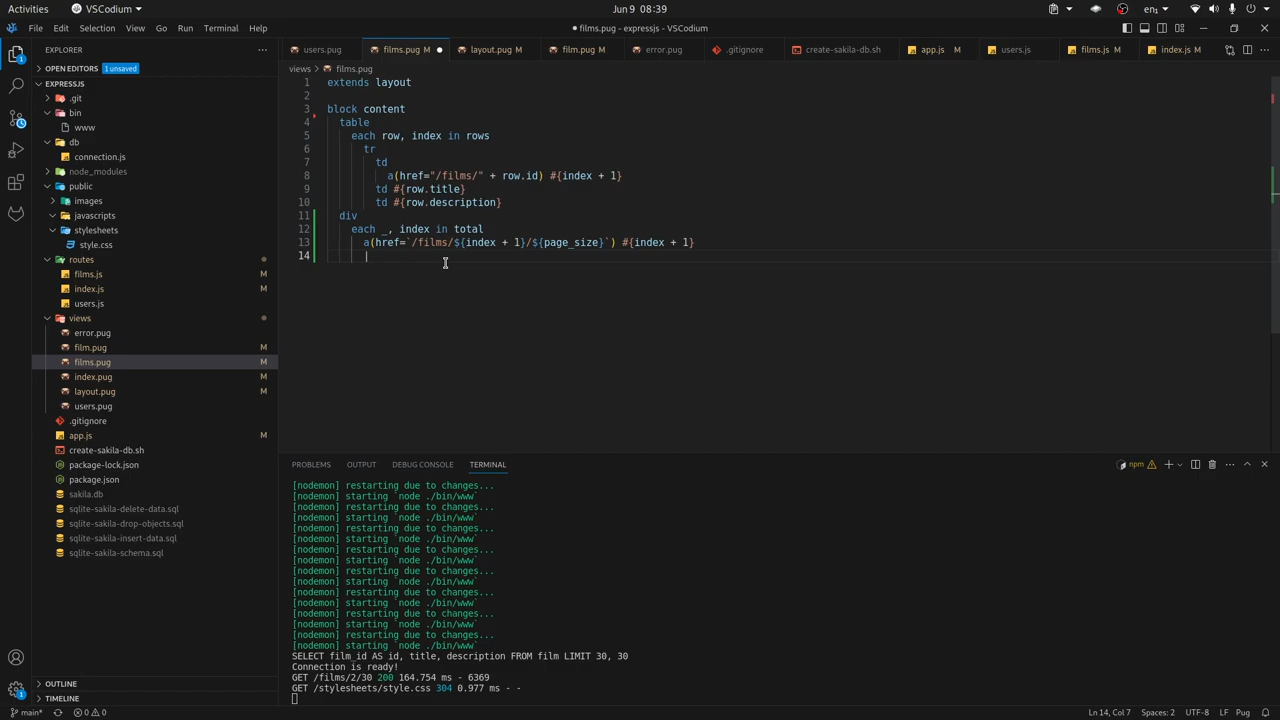 Activities
VSCodium
Jun 9 08:39
en1
File Edit Selection View Go Run Terminal Help
● films.pug - expressjs - VSCodium
EXPLORER
users.pug
films.pug M
layout.pug M
film.pug M
error.pug
.gitignore
create-sakila-db.sh
app.js M
users.js
films.js M
index.js M
OPEN EDITORS 1 unsaved
views > films.pug
EXPRESSJS
.git
bin
www
db
connection.js
node_modules
public
images
javascripts
stylesheets
style.css
routes
films.js M
index.js M
users.js
views
error.pug
film.pug M
films.pug M
index.pug M
layout.pug M
users.pug
.gitignore
app.js M
create-sakila-db.sh
package-lock.json
package.json
sakila.db
sqlite-sakila-delete-data.sql
sqlite-sakila-drop-objects.sql
sqlite-sakila-insert-data.sql
sqlite-sakila-schema.sql
OUTLINE
TIMELINE
1 extends layout
2
3 block content
4 table
5 each row, index in rows
6 tr
7 td
8 a(href="/films/" + row.id) #{index + 1}
9 td #{row.title}
10 td #{row.description}
11 div
12 each _, index in total
13 a(href=`/films/${index + 1}/${page_size}`) #{index + 1}
14
PROBLEMS OUTPUT DEBUG CONSOLE TERMINAL
npm
[nodemon] restarting due to changes...
[nodemon] starting `node ./bin/www`
[nodemon] restarting due to changes...
[nodemon] starting `node ./bin/www`
[nodemon] restarting due to changes...
[nodemon] starting `node ./bin/www`
[nodemon] restarting due to changes...
[nodemon] starting `node ./bin/www`
[nodemon] restarting due to changes...
[nodemon] starting `node ./bin/www`
[nodemon] restarting due to changes...
[nodemon] starting `node ./bin/www`
[nodemon] restarting due to changes...
[nodemon] starting `node ./bin/www`
[nodemon] restarting due to changes...
[nodemon] starting `node ./bin/www`
SELECT film_id AS id, title, description FROM film LIMIT 30, 30
Connection is ready!
GET /films/2/30 200 164.754 ms - 6369
GET /stylesheets/style.css 304 0.977 ms - -
main* 0 0
Ln 14, Col 7 Spaces: 2 UTF-8 LF Pug